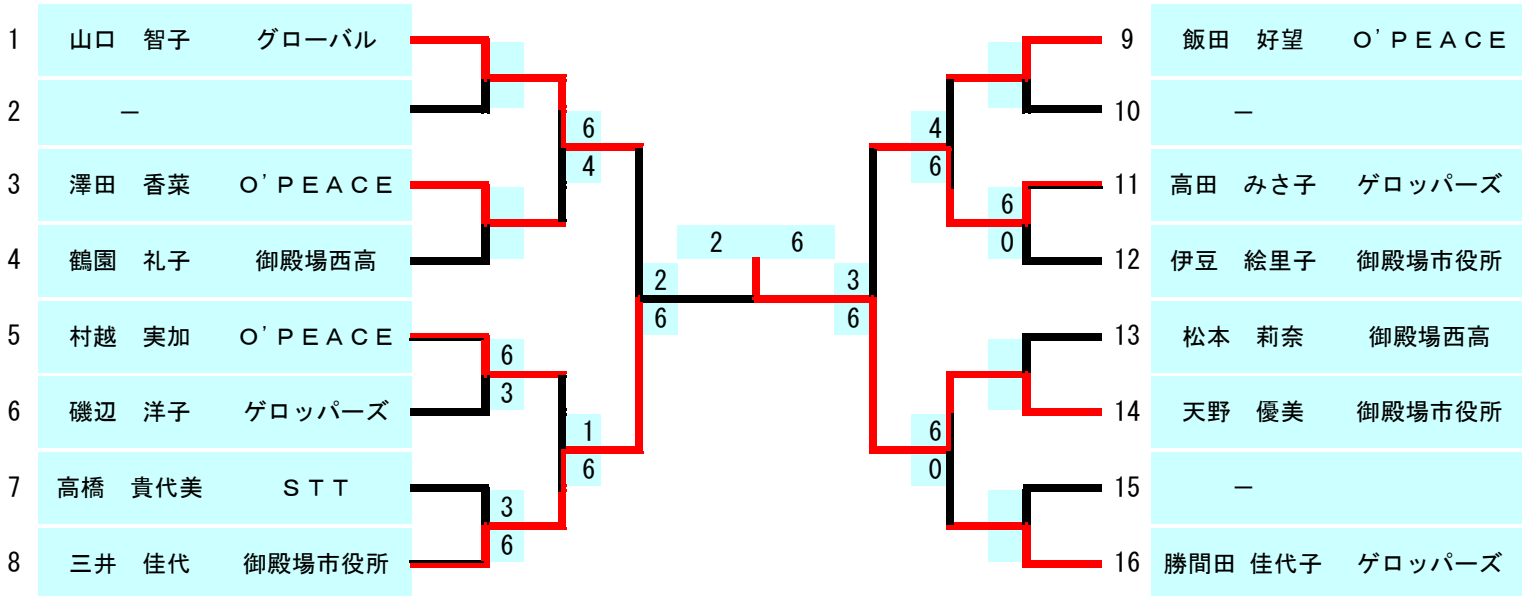 1 山口 智子 グローバル
2 －
3 澤田 香菜 O'PEACE
4 鶴園 礼子 御殿場西高
5 村越 実加 O'PEACE
6 磯辺 洋子 ゲロッパーズ
7 高橋 貴代美 STT
8 三井 佳代 御殿場市役所
6
4
6
3
1
6
3
6
2
6
2 6
3
6
4
6
6
0
6
0
9 飯田 好望 O'PEACE
10 －
11 高田 みさ子 ゲロッパーズ
12 伊豆 絵里子 御殿場市役所
13 松本 莉奈 御殿場西高
14 天野 優美 御殿場市役所
15 －
16 勝間田 佳代子 ゲロッパーズ